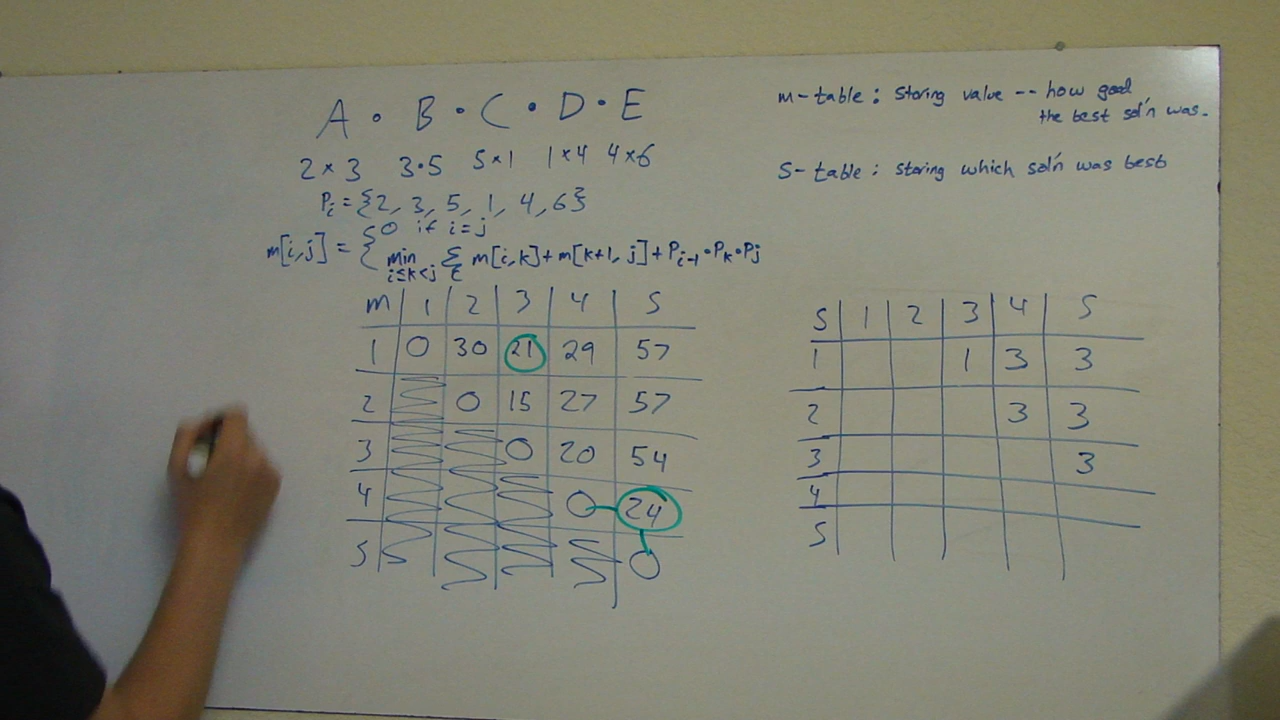 A • B • C • D • E
2 × 3 3•5 5×1 1×4 4×6
Pi = {2, 3, 5, 1, 4, 6}
m[i,j] = { 0 if i=j
min i≤k<j { m[i,k] + m[k+1, j] + Pi-1 • Pk • Pj
m 1 2 3 4 5
1 0 30 21 29 57
2 0 15 27 57
3 0 20 54
4 0 24
5 0
m-table: Storing value -- how good
the best sol'n was.
S-table: storing which sol'n was best
S 1 2 3 4 5
1 1 3 3
2 3 3
3 3
4
5